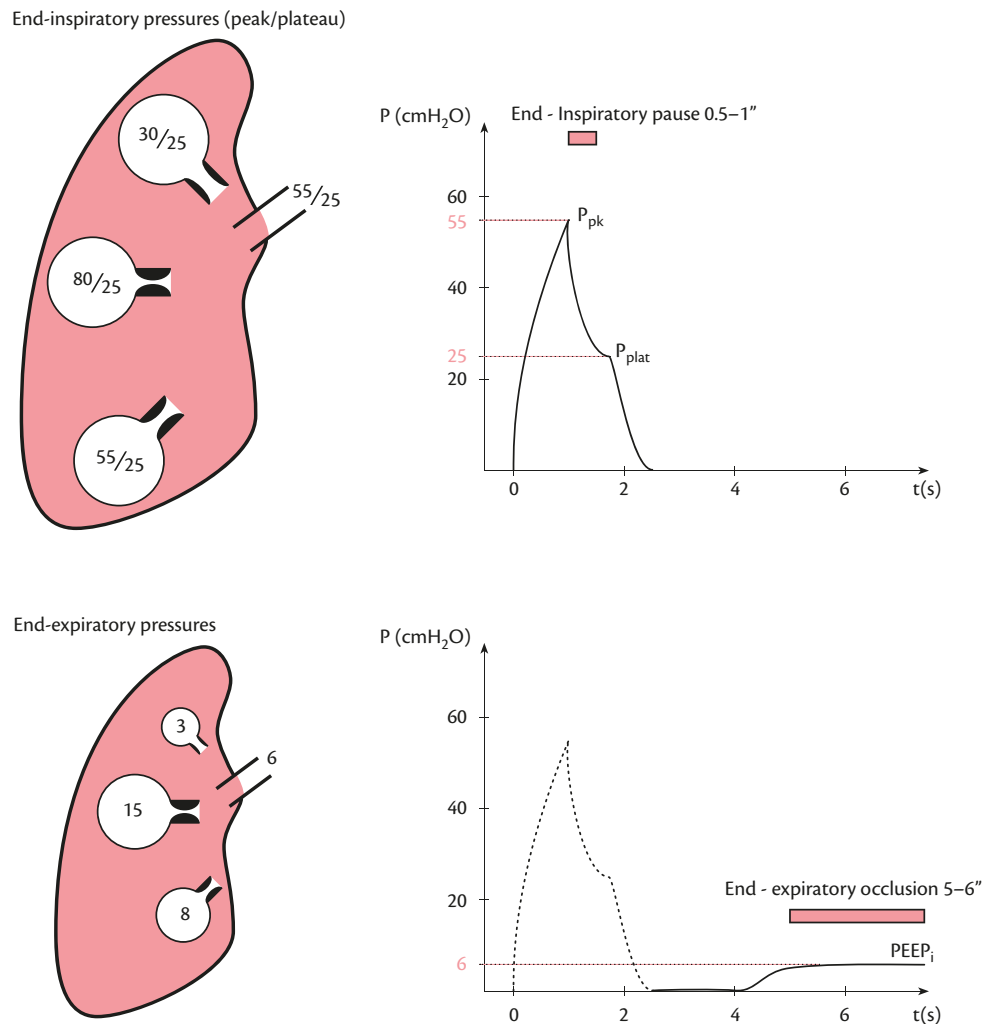 End-inspiratory pressures (peak/plateau)
30/25
55/25
80/25
55/25
P (cmH₂O)
End - Inspiratory pause 0.5–1”
60
55
Pₚₖ
40
25
Pₚₗₐₜ
20
0 2 4 6 t(s)
End-expiratory pressures
3
6
15
8
P (cmH₂O)
60
40
20
End - expiratory occlusion 5–6”
PEEPᵢ
6
0 2 4 6 t(s)